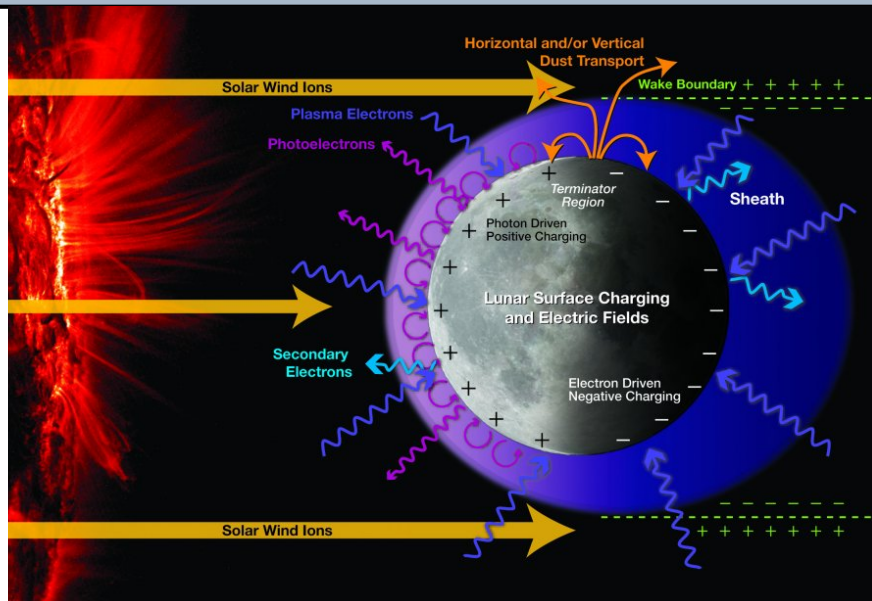 Horizontal and/or Vertical
Dust Transport
Solar Wind Ions
Wake Boundary + + + + + +
− − − − − −
Plasma Electrons
Photoelectrons
Terminator
Region
Sheath
Photon Driven
Positive Charging
Lunar Surface Charging
and Electric Fields
Secondary
Electrons
Electron Driven
Negative Charging
Solar Wind Ions
− − − − − −
+ + + + + +